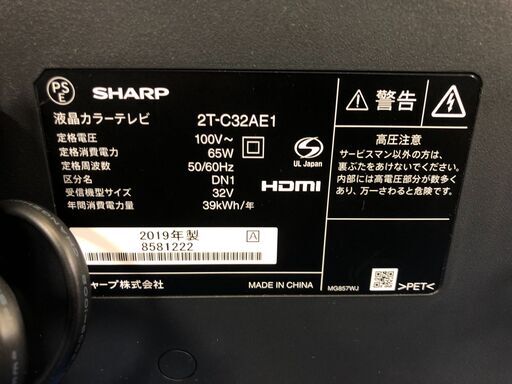 PS
E
SHARP
液晶カラーテレビ 2T-C32AE1
定格電圧 100V~
定格消費電力 65W
定格周波数 50/60Hz
区分名 DN1
受信機型サイズ 32V
年間消費電力量 39kWh/年
UL Japan
HDMI
2019年製 A
8581222
シャープ株式会社
MADE IN CHINA
警告
高圧注意
サービスマン以外の方は、
裏ぶたをあけないでください。
内部には高電圧部分が数多く
あり、万一さわると危険です。
MG857WJ
>PET<